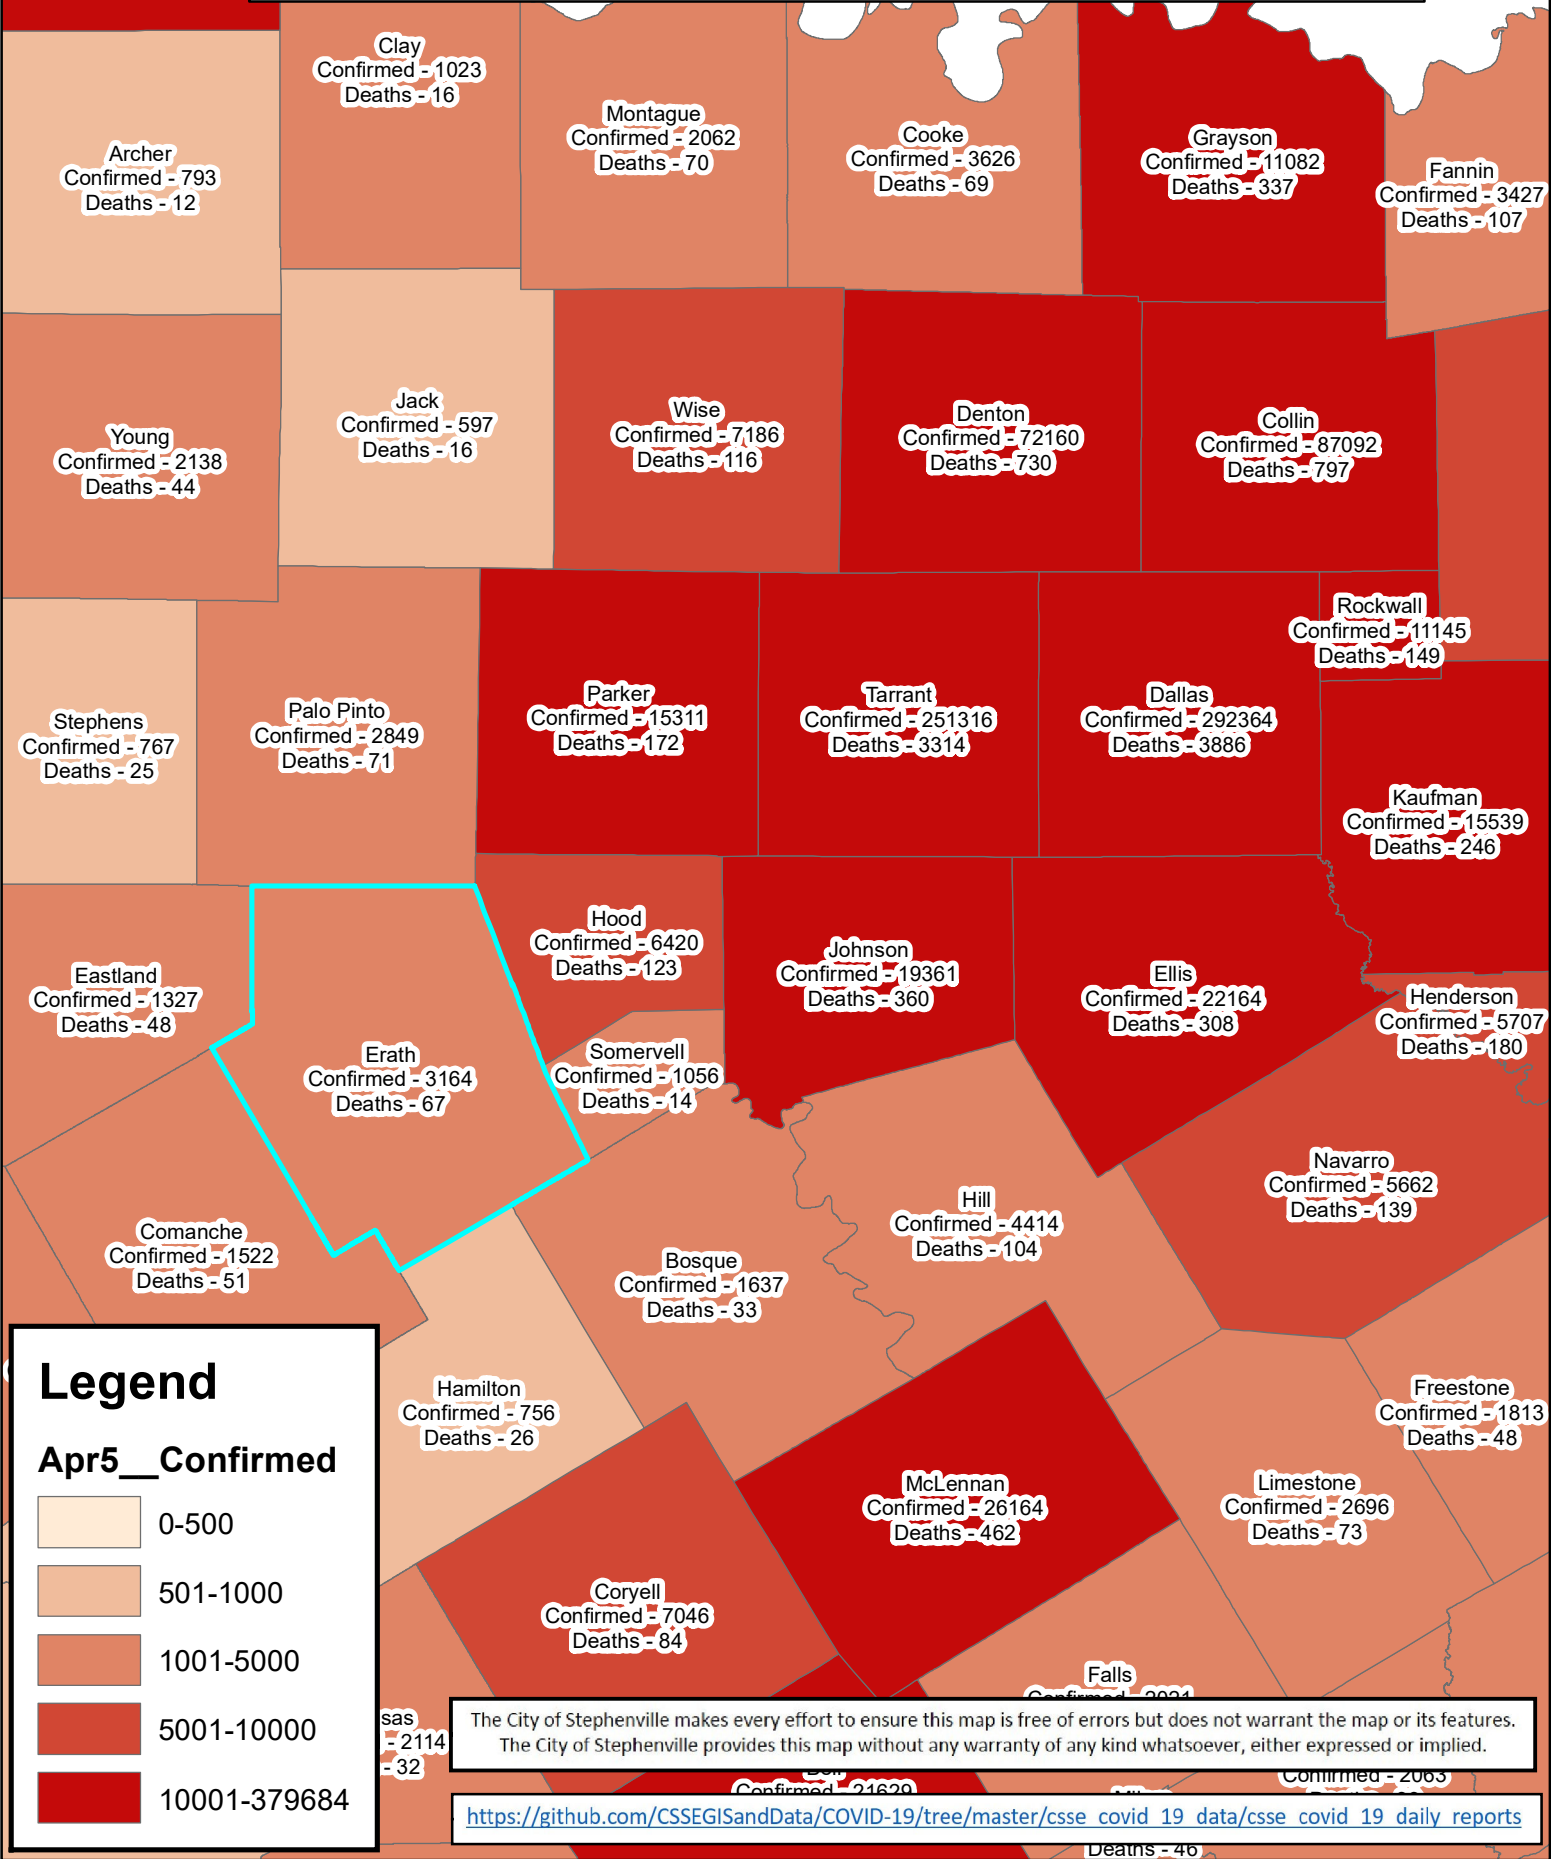 Clay
Confirmed - 1023
Deaths - 16
Montague
Confirmed - 2062
Deaths - 70
Cooke
Confirmed - 3626
Deaths - 69
Grayson
Confirmed - 11082
Deaths - 337
Archer
Confirmed - 793
Deaths - 12
Fannin
Confirmed - 3427
Deaths - 107
Young
Confirmed - 2138
Deaths - 44
Jack
Confirmed - 597
Deaths - 16
Wise
Confirmed - 7186
Deaths - 116
Denton
Confirmed - 72160
Deaths - 730
Collin
Confirmed - 87092
Deaths - 797
Rockwall
Confirmed - 11145
Deaths - 149
Stephens
Confirmed - 767
Deaths - 25
Palo Pinto
Confirmed - 2849
Deaths - 71
Parker
Confirmed - 15311
Deaths - 172
Tarrant
Confirmed - 251316
Deaths - 3314
Dallas
Confirmed - 292364
Deaths - 3886
Kaufman
Confirmed - 15539
Deaths - 246
Eastland
Confirmed - 1327
Deaths - 48
Erath
Confirmed - 3164
Deaths - 67
Hood
Confirmed - 6420
Deaths - 123
Somervell
Confirmed - 1056
Deaths - 14
Johnson
Confirmed - 19361
Deaths - 360
Ellis
Confirmed - 22164
Deaths - 308
Henderson
Confirmed - 5707
Deaths - 180
Navarro
Confirmed - 5662
Deaths - 139
Comanche
Confirmed - 1522
Deaths - 51
Bosque
Confirmed - 1637
Deaths - 33
Hill
Confirmed - 4414
Deaths - 104
Hamilton
Confirmed - 756
Deaths - 26
Freestone
Confirmed - 1813
Deaths - 48
McLennan
Confirmed - 26164
Deaths - 462
Limestone
Confirmed - 2696
Deaths - 73
Coryell
Confirmed - 7046
Deaths - 84
Falls
sas
- 2114
- 32
Confirmed - 21629
Confirmed - 2063
Deaths - 46
Legend
Apr5__Confirmed
0-500
501-1000
1001-5000
5001-10000
10001-379684
The City of Stephenville makes every effort to ensure this map is free of errors but does not warrant the map or its features.
The City of Stephenville provides this map without any warranty of any kind whatsoever, either expressed or implied.
https://github.com/CSSEGISandData/COVID-19/tree/master/csse_covid_19_data/csse_covid_19_daily_reports